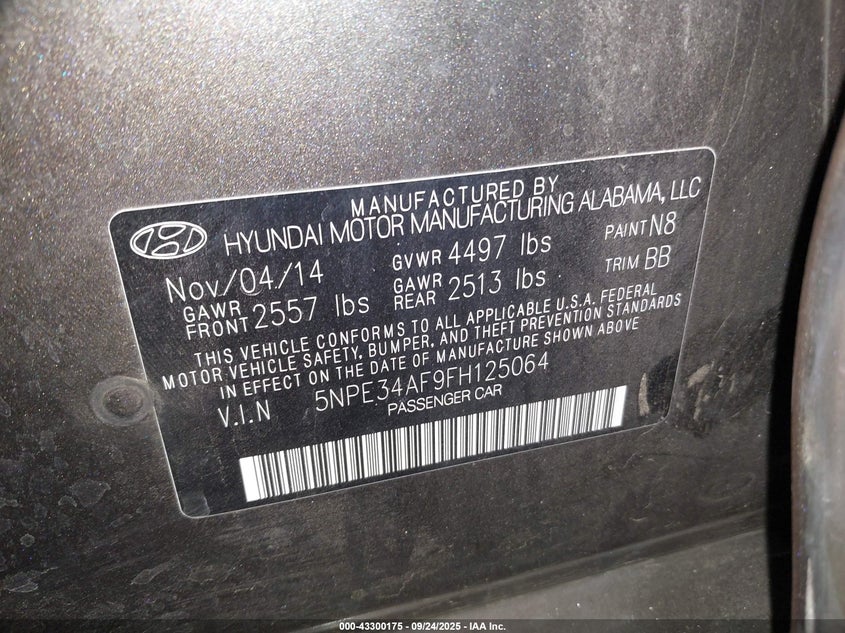 MANUFACTURED BY
HYUNDAI MOTOR MANUFACTURING ALABAMA, LLC
Nov/04/14 GVWR 4497 lbs PAINT N8
GAWR FRONT 2557 lbs GAWR REAR 2513 lbs TRIM BB
THIS VEHICLE CONFORMS TO ALL APPLICABLE U.S.A. FEDERAL
MOTOR VEHICLE SAFETY, BUMPER, AND THEFT PREVENTION STANDARDS
IN EFFECT ON THE DATE OF MANUFACTURE SHOWN ABOVE
V.I.N 5NPE34AF9FH125064
PASSENGER CAR
000-43300175 - 09/24/2025 - IAA Inc.